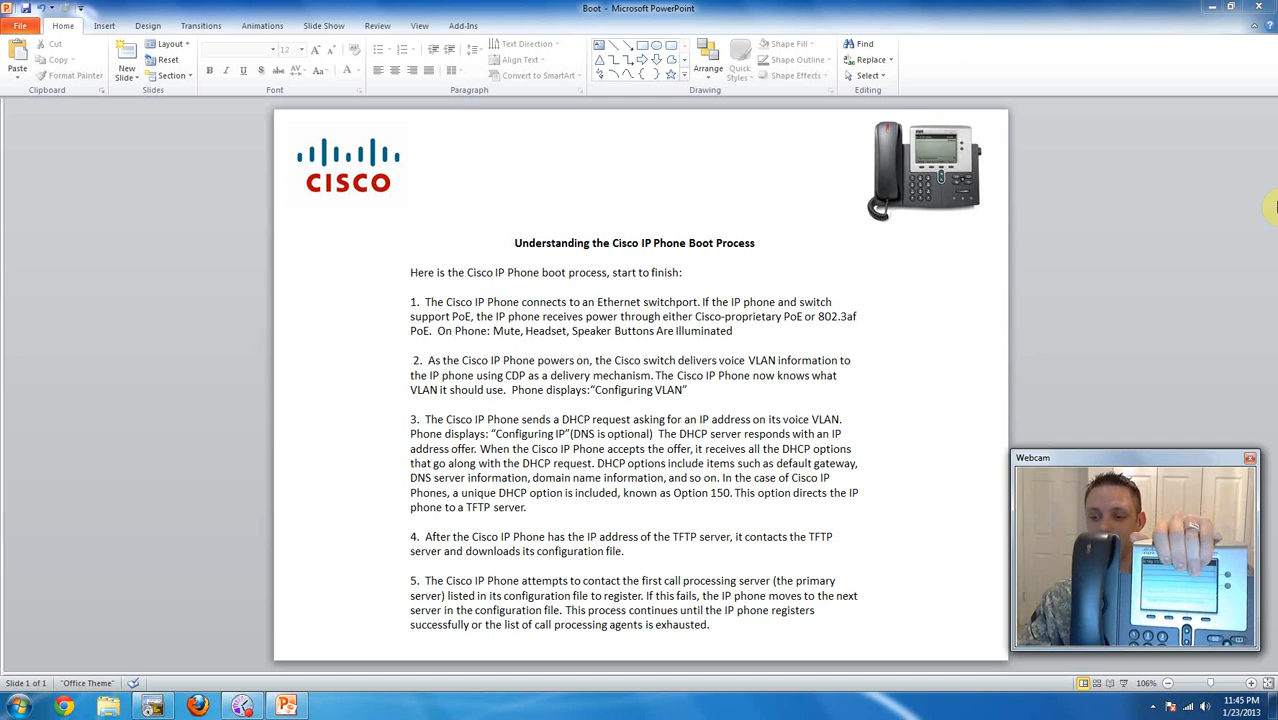 Boot - Microsoft PowerPoint
File Home Insert Design Transitions Animations Slide Show Review View Add-Ins
Paste
Cut
Copy
Format Painter
Clipboard
New
Slide
Layout
Reset
Section
Slides
12
B I U S abc AV Aa A
Font
Text Direction
Align Text
Convert to SmartArt
Paragraph
Arrange
Quick
Styles
Shape Fill
Shape Outline
Shape Effects
Drawing
Find
Replace
Select
Editing
CISCO
Understanding the Cisco IP Phone Boot Process
Here is the Cisco IP Phone boot process, start to finish:
1. The Cisco IP Phone connects to an Ethernet switchport. If the IP phone and switch
support PoE, the IP phone receives power through either Cisco-proprietary PoE or 802.3af
PoE. On Phone: Mute, Headset, Speaker Buttons Are Illuminated
2. As the Cisco IP Phone powers on, the Cisco switch delivers voice VLAN information to
the IP phone using CDP as a delivery mechanism. The Cisco IP Phone now knows what
VLAN it should use. Phone displays:“Configuring VLAN”
3. The Cisco IP Phone sends a DHCP request asking for an IP address on its voice VLAN.
Phone displays: “Configuring IP”(DNS is optional) The DHCP server responds with an IP
address offer. When the Cisco IP Phone accepts the offer, it receives all the DHCP options
that go along with the DHCP request. DHCP options include items such as default gateway,
DNS server information, domain name information, and so on. In the case of Cisco IP
Phones, a unique DHCP option is included, known as Option 150. This option directs the IP
phone to a TFTP server.
4. After the Cisco IP Phone has the IP address of the TFTP server, it contacts the TFTP
server and downloads its configuration file.
5. The Cisco IP Phone attempts to contact the first call processing server (the primary
server) listed in its configuration file to register. If this fails, the IP phone moves to the next
server in the configuration file. This process continues until the IP phone registers
successfully or the list of call processing agents is exhausted.
Webcam
Slide 1 of 1 "Office Theme" 106%
11:45 PM
1/23/2013